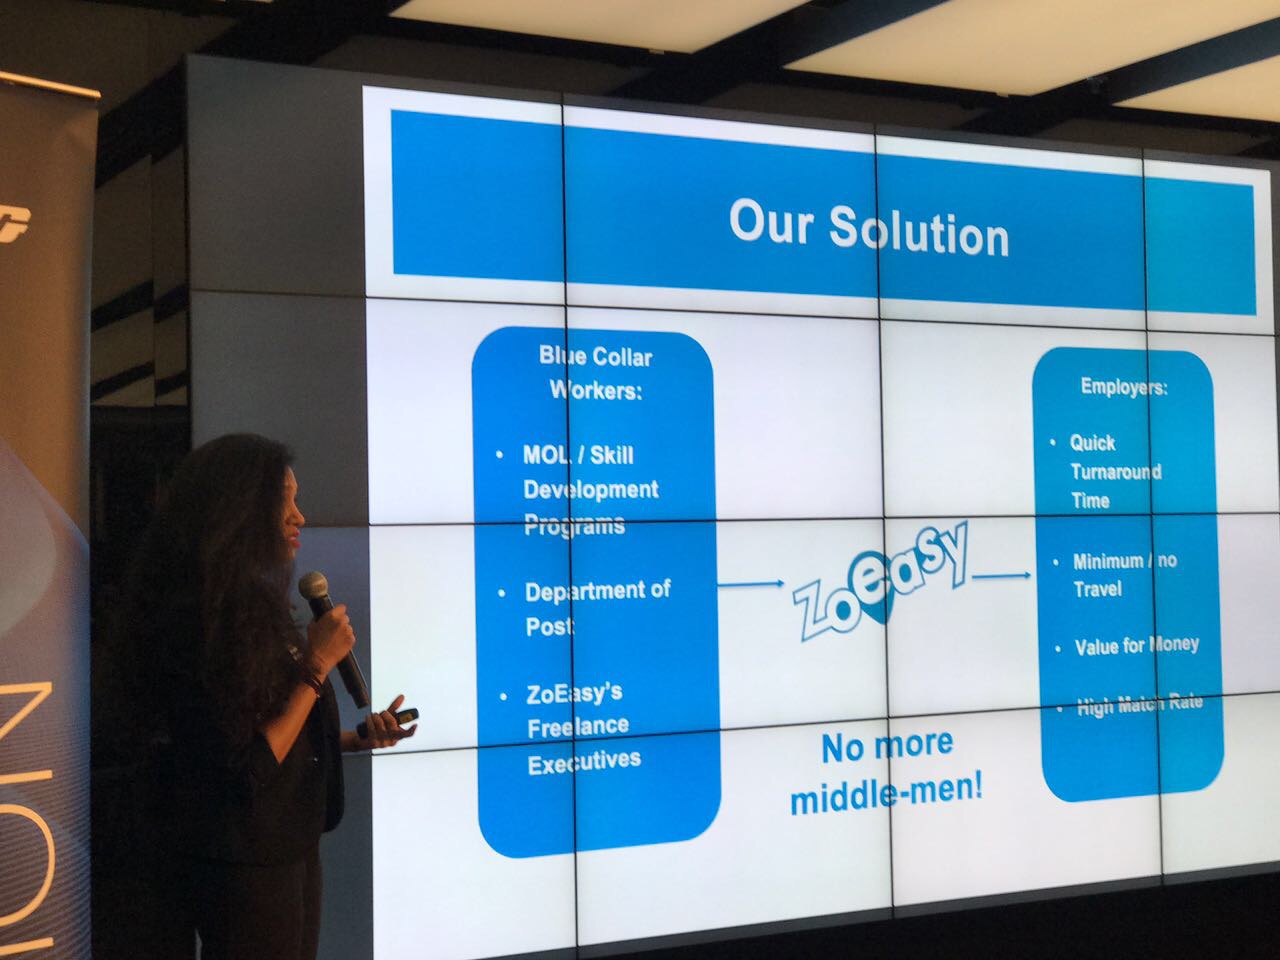 Our Solution
Blue Collar
Workers:
• MOL / Skill
Development
Programs
• Department of
Post
• ZoEasy's
Freelance
Executives
Zoeasy
No more
middle-men!
Employers:
• Quick
Turnaround
Time
• Minimum / no
Travel
• Value for Money
• High Match Rate